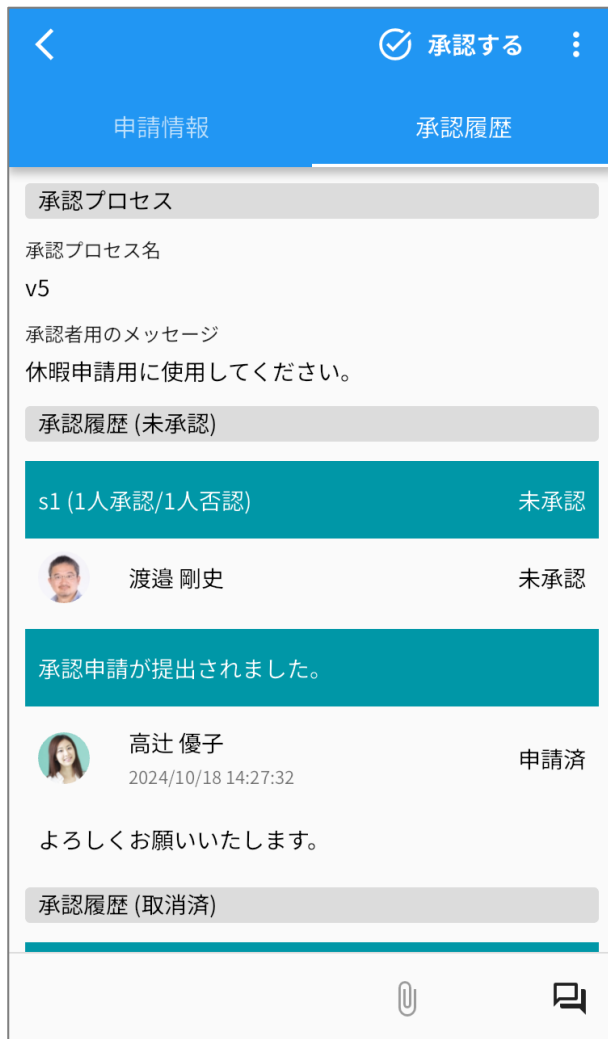 承認する
申請情報 承認履歴
承認プロセス
承認プロセス名
v5
承認者用のメッセージ
休暇申請用に使用してください。
承認履歴 (未承認)
s1 (1人承認/1人否認) 未承認
渡邉 剛史 未承認
承認申請が提出されました。
高辻 優子
2024/10/18 14:27:32
申請済
よろしくお願いいたします。
承認履歴 (取消済)